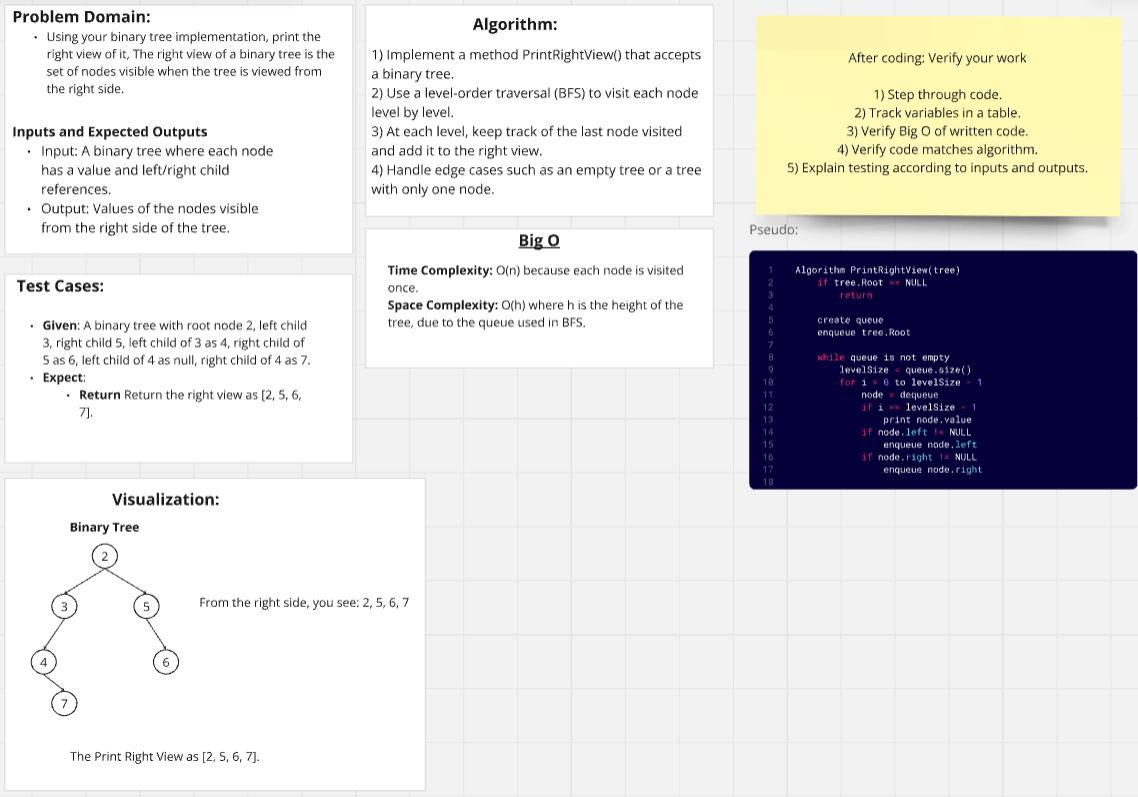 Problem Domain:
• Using your binary tree implementation, print the
right view of it, The right view of a binary tree is the
set of nodes visible when the tree is viewed from
the right side.
Inputs and Expected Outputs
• Input: A binary tree where each node
has a value and left/right child
references.
• Output: Values of the nodes visible
from the right side of the tree.
Test Cases:
• Given: A binary tree with root node 2, left child
3, right child 5, left child of 3 as 4, right child of
5 as 6, left child of 4 as null, right child of 4 as 7.
• Expect:
• Return Return the right view as [2, 5, 6,
7].
Algorithm:
1) Implement a method PrintRightView() that accepts
a binary tree.
2) Use a level-order traversal (BFS) to visit each node
level by level.
3) At each level, keep track of the last node visited
and add it to the right view.
4) Handle edge cases such as an empty tree or a tree
with only one node.
Big O
Time Complexity: O(n) because each node is visited
once.
Space Complexity: O(h) where h is the height of the
tree, due to the queue used in BFS.
After coding; Verify your work
1) Step through code.
2) Track variables in a table.
3) Verify Big O of written code.
4) Verify code matches algorithm.
5) Explain testing according to inputs and outputs.
Pseudo:
1 Algorithm PrintRightView(tree)
2 if tree.Root == NULL
3 return
4
5 create queue
6 enqueue tree.Root
7
8 while queue is not empty
9 levelSize = queue.size()
10 for i = 0 to levelSize - 1
11 node = dequeue
12 if i == levelSize - 1
13 print node.value
14 if node.left != NULL
15 enqueue node.left
16 if node.right != NULL
17 enqueue node.right
18
Visualization:
Binary Tree
2
3
5
From the right side, you see: 2, 5, 6, 7
4
6
7
The Print Right View as [2, 5, 6, 7].